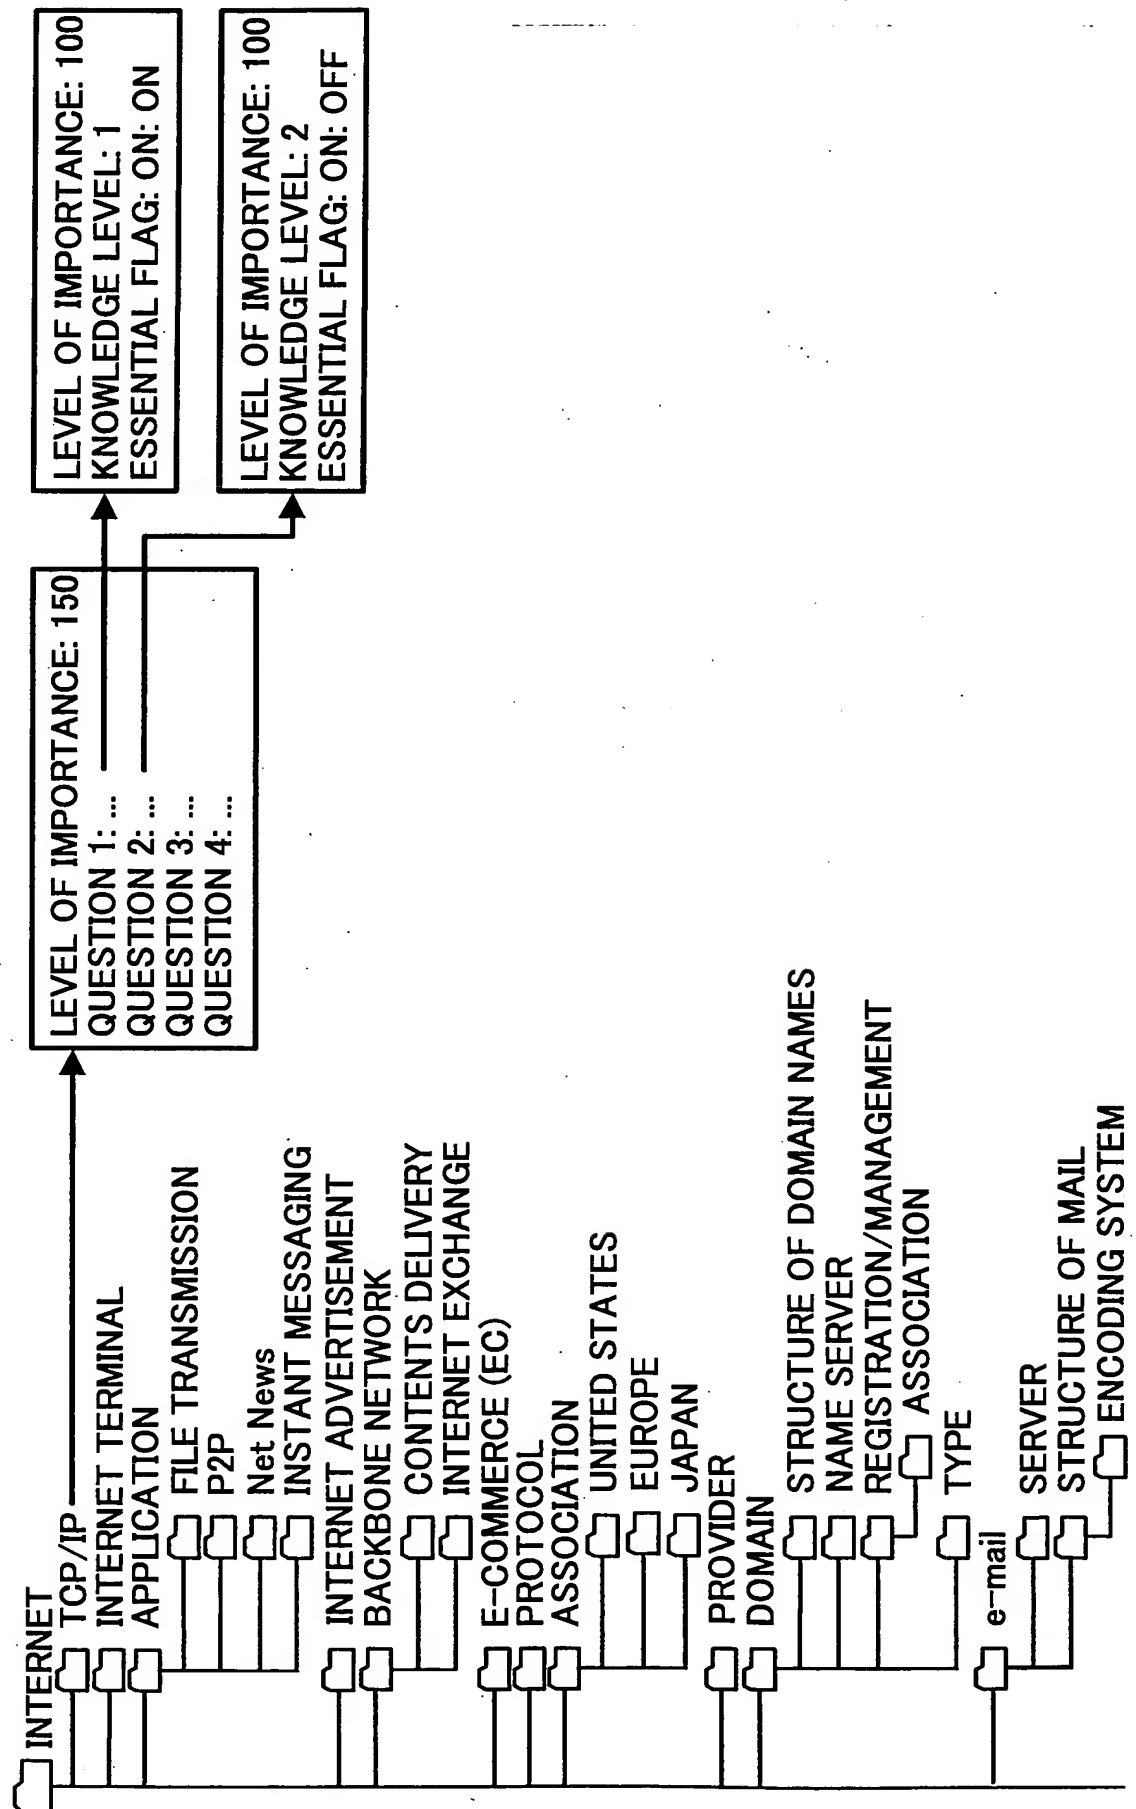 INTERNET
TCP/IP
INTERNET TERMINAL
APPLICATION
FILE TRANSMISSION
P2P
Net News
INSTANT MESSAGING
INTERNET ADVERTISEMENT
BACKBONE NETWORK
CONTENTS DELIVERY
INTERNET EXCHANGE
E-COMMERCE (EC)
PROTOCOL
ASSOCIATION
UNITED STATES
EUROPE
JAPAN
PROVIDER
DOMAIN
STRUCTURE OF DOMAIN NAMES
NAME SERVER
REGISTRATION/MANAGEMENT
ASSOCIATION
TYPE
e-mail
SERVER
STRUCTURE OF MAIL
ENCODING SYSTEM
LEVEL OF IMPORTANCE: 150
QUESTION 1: ...
QUESTION 2: ...
QUESTION 3: ...
QUESTION 4: ...
LEVEL OF IMPORTANCE: 100
KNOWLEDGE LEVEL: 1
ESSENTIAL FLAG: ON: ON
LEVEL OF IMPORTANCE: 100
KNOWLEDGE LEVEL: 2
ESSENTIAL FLAG: ON: OFF